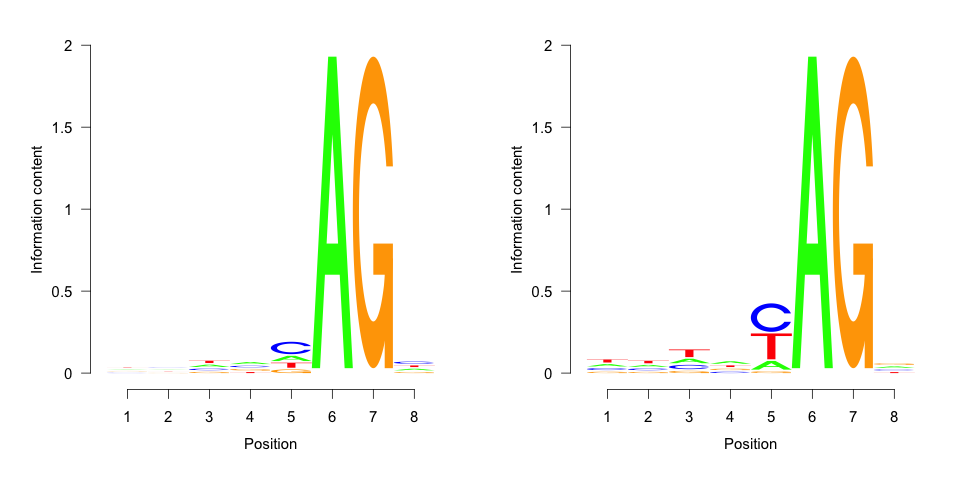 2
1.5
1
0.5
0
Information content
C
T
A G
1 2 3 4 5 6 7 8
Position
2
1.5
1
0.5
0
Information content
T
C
T
A
A G
1 2 3 4 5 6 7 8
Position